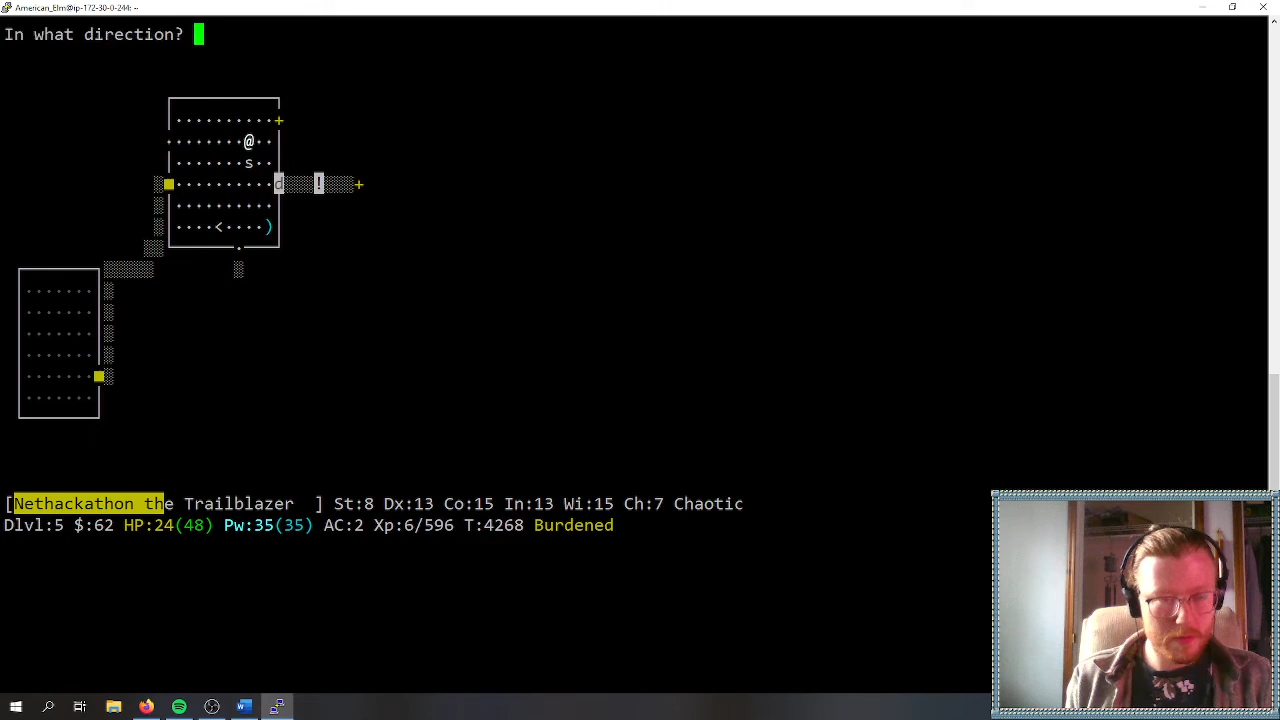 American_Elm@ip-172-30-0-244: ~
In what direction?
..........+
.......@..
.......s..
..........d ! +
..........
....<....)
.
.......
.......
.......
.......
.......
.......
[Nethackathon the Trailblazer ] St:8 Dx:13 Co:15 In:13 Wi:15 Ch:7 Chaotic
Dlvl:5 $:62 HP:24(48) Pw:35(35) AC:2 Xp:6/596 T:4268 Burdened